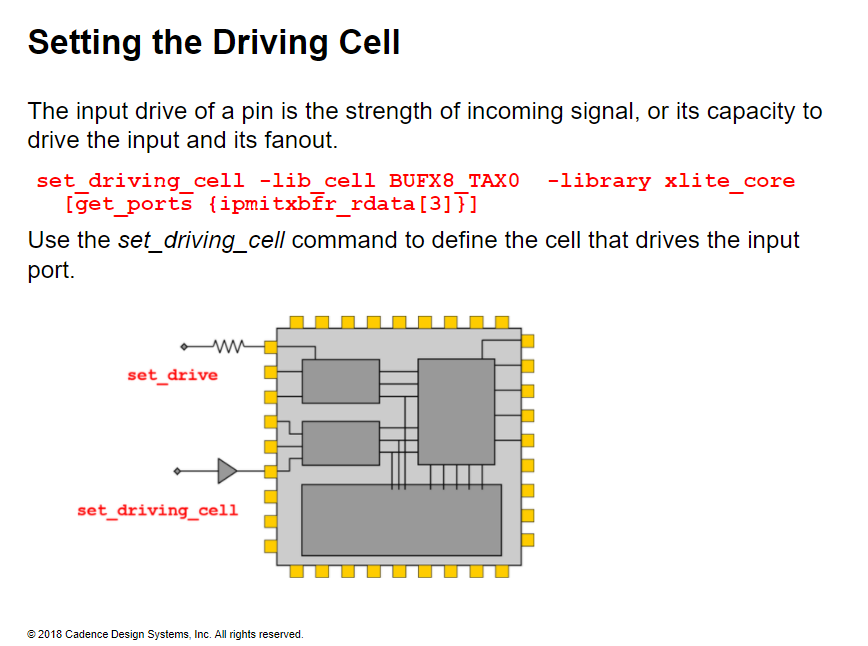 Setting the Driving Cell
The input drive of a pin is the strength of incoming signal, or its capacity to
drive the input and its fanout.
set_driving_cell -lib_cell BUFX8_TAX0  -library xlite_core
[get_ports {ipmitxbfr_rdata[3]}]
Use the set_driving_cell command to define the cell that drives the input
port.
set_drive
set_driving_cell
© 2018 Cadence Design Systems, Inc. All rights reserved.